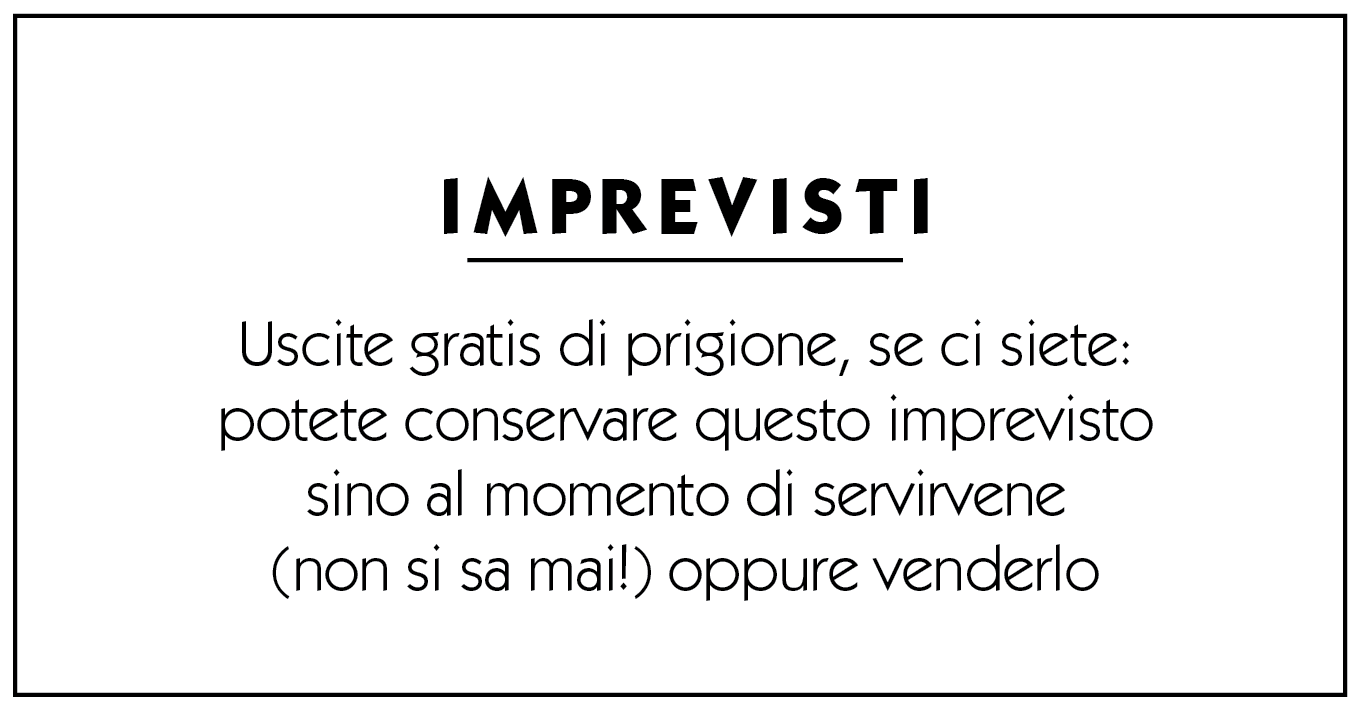 IMPREVISTI
Uscite gratis di prigione, se ci siete:
potete conservare questo imprevisto
sino al momento di servirvene
(non si sa mai!) oppure venderlo